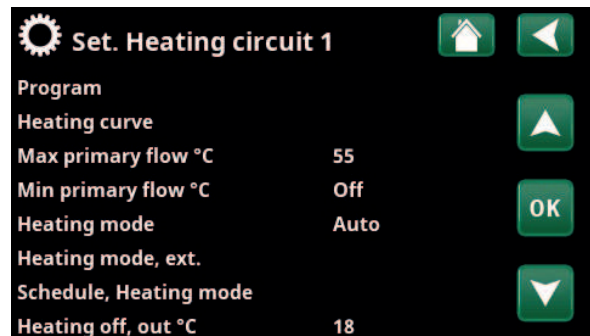 Set. Heating circuit 1
Program
Heating curve
Max primary flow °C 55
Min primary flow °C Off
Heating mode Auto
OK
Heating mode, ext.
Schedule, Heating mode
Heating off, out °C 18